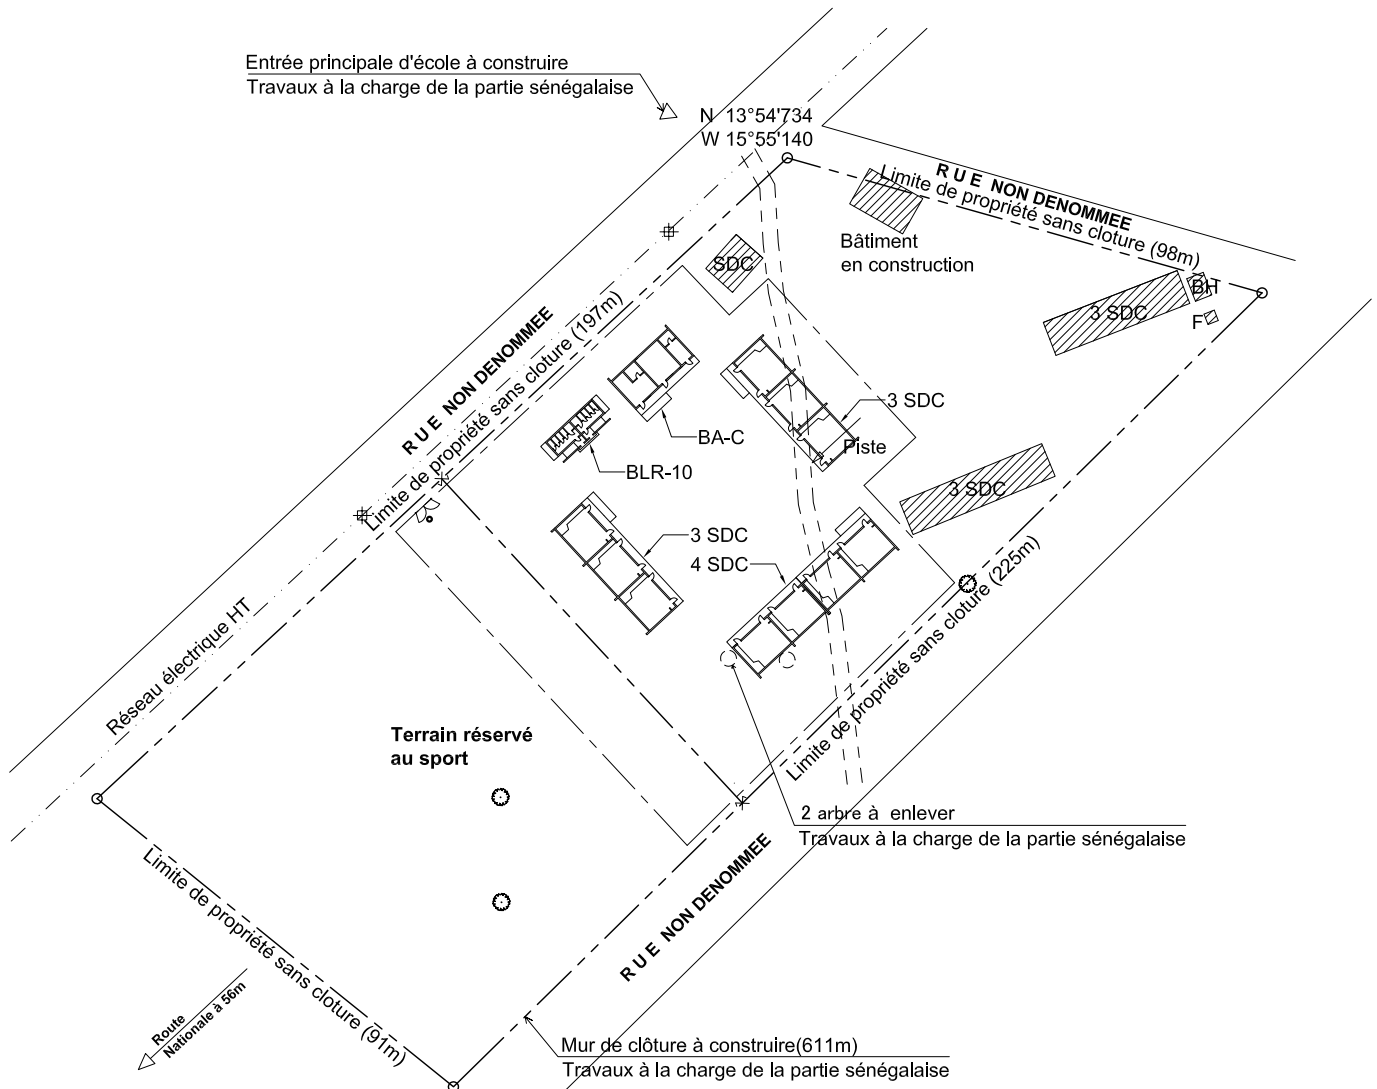 Entrée principale d'école à construire
Travaux à la charge de la partie sénégalaise
N 13°54'734
W 15°55'140
RUE NON DENOMMEE
Limite de propriété sans cloture (98m)
Bâtiment
en construction
SDC
BH
3 SDC
F
RUE NON DENOMMEE
Limite de propriété sans cloture (197m)
3 SDC
BA-C
Piste
BLR-10
3 SDC
3 SDC
4 SDC
Limite de propriété sans cloture (225m)
Réseau électrique HT
Terrain réservé
au sport
2 arbre à enlever
Travaux à la charge de la partie sénégalaise
RUE NON DENOMMEE
Limite de propriété sans cloture (91m)
Route
Nationale à 56m
Mur de clôture à construire(611m)
Travaux à la charge de la partie sénégalaise